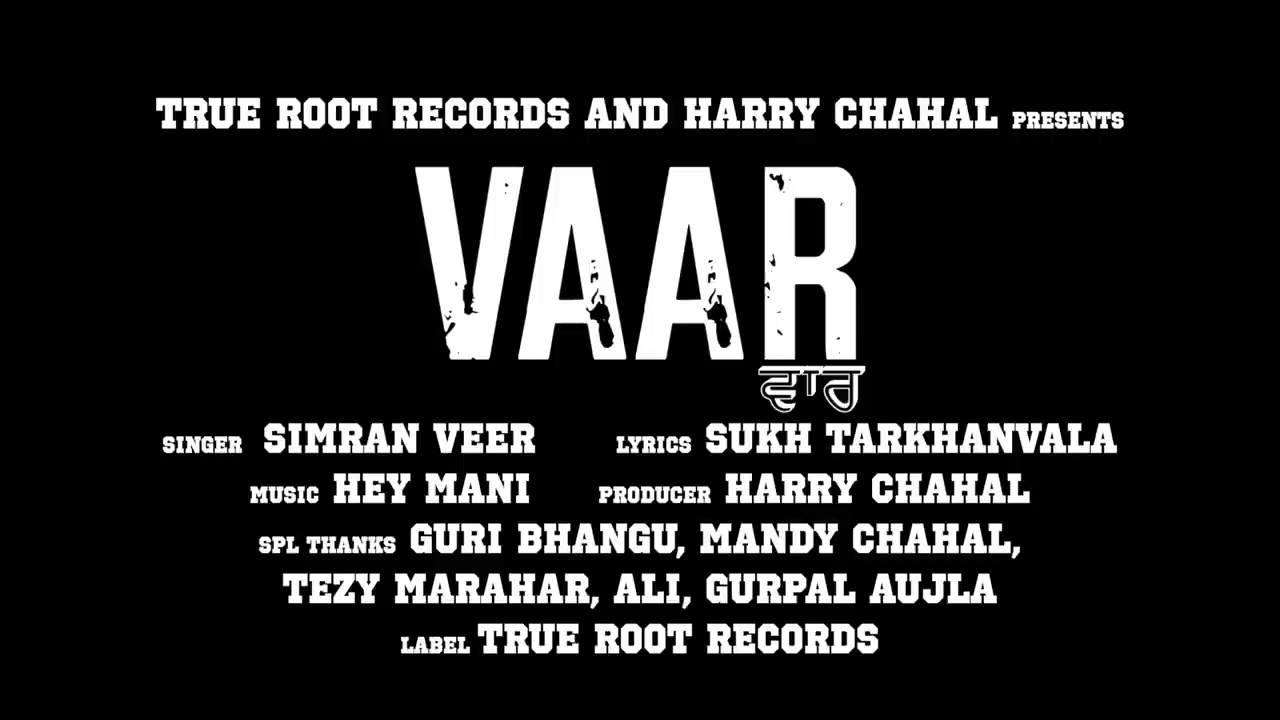 TRUE ROOT RECORDS AND HARRY CHAHAL PRESENTS
VAAR
ਵਾਰ
SINGER SIMRAN VEER LYRICS SUKH TARKHANVALA
MUSIC HEY MANI PRODUCER HARRY CHAHAL
SPL THANKS GURI BHANGU, MANDY CHAHAL,
TEZY MARAHAR, ALI, GURPAL AUJLA
LABEL TRUE ROOT RECORDS